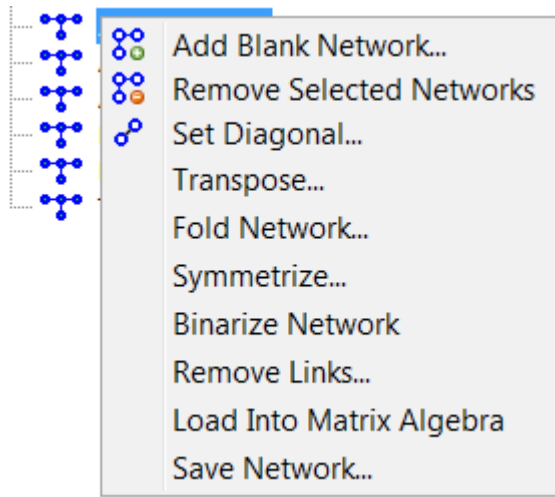 Add Blank Network...
Remove Selected Networks
Set Diagonal...
Transpose...
Fold Network...
Symmetrize...
Binarize Network
Remove Links...
Load Into Matrix Algebra
Save Network...